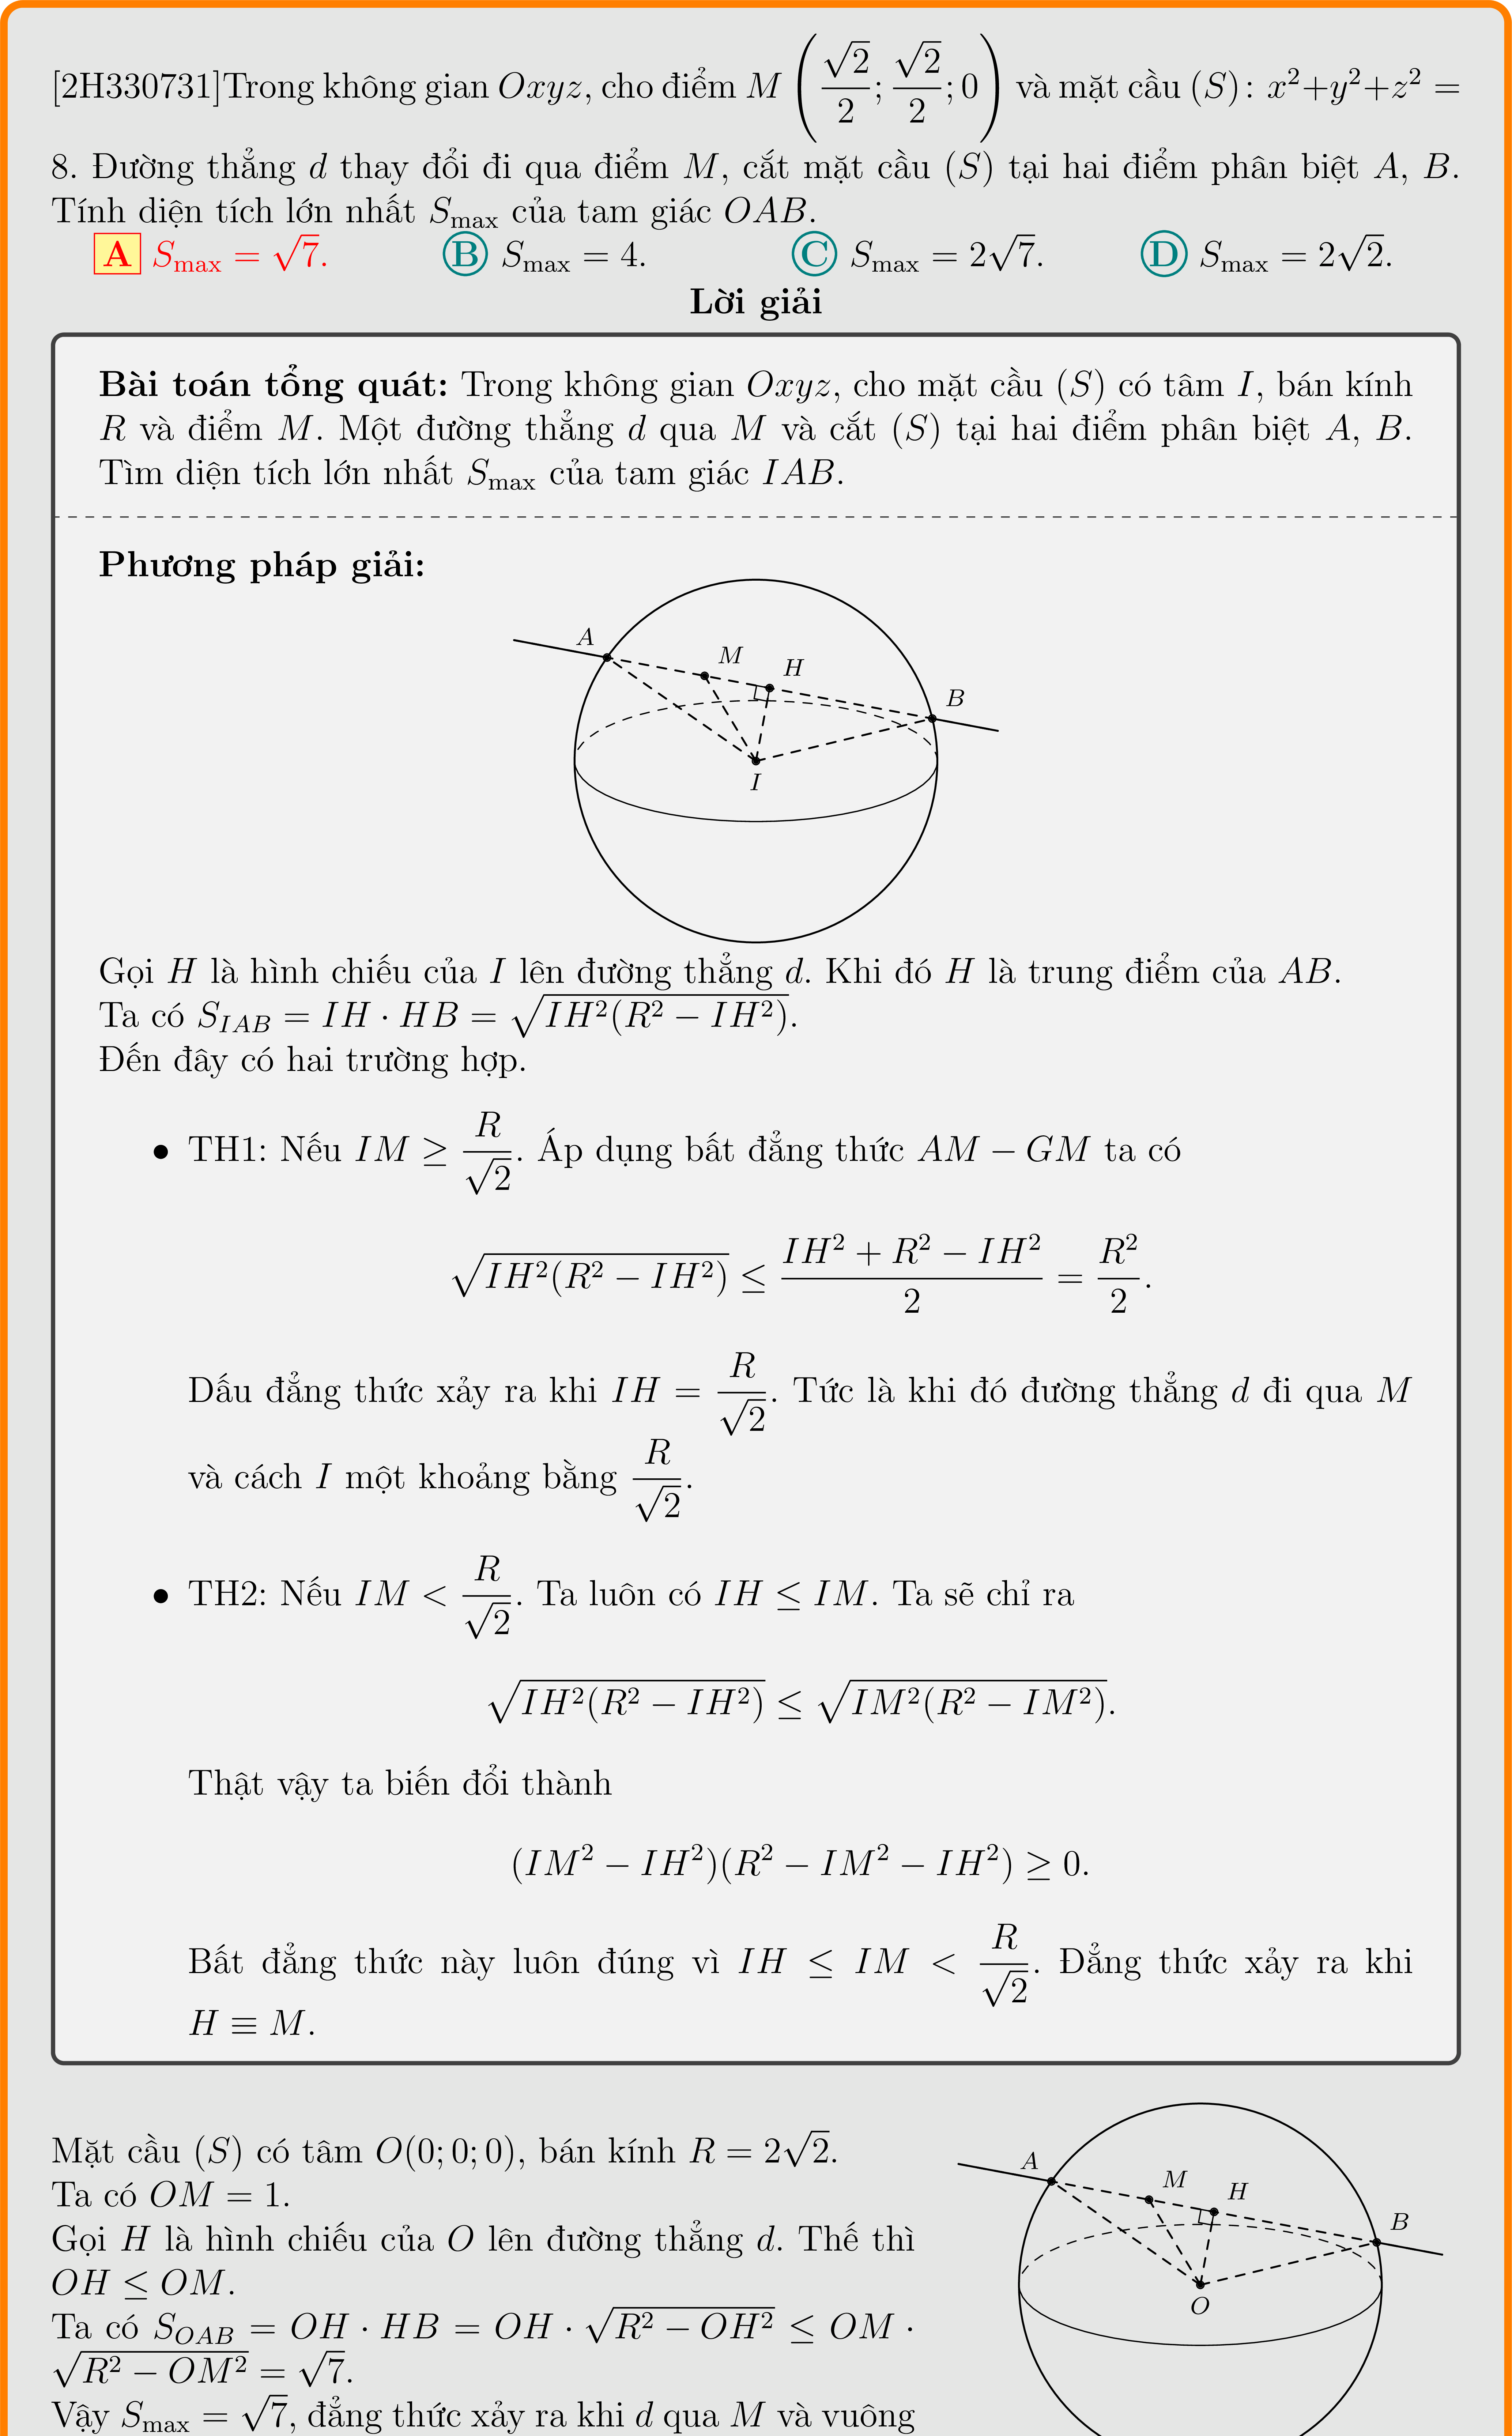 [2H330731]Trong không gian $Oxyz$, cho điểm $M\left(\dfrac{\sqrt{2}}{2};\dfrac{\sqrt{2}}{2};0\right)$ và mặt cầu $(S)\colon x^2+y^2+z^2=$
$8$. Đường thẳng $d$ thay đổi đi qua điểm $M$, cắt mặt cầu $(S)$ tại hai điểm phân biệt $A$, $B$.
Tính diện tích lớn nhất $S_{\max}$ của tam giác $OAB$.
A $S_{\max}=\sqrt{7}$. B $S_{\max}=4$. C $S_{\max}=2\sqrt{7}$. D $S_{\max}=2\sqrt{2}$.
Lời giải
Bài toán tổng quát: Trong không gian $Oxyz$, cho mặt cầu $(S)$ có tâm $I$, bán kính
$R$ và điểm $M$. Một đường thẳng $d$ qua $M$ và cắt $(S)$ tại hai điểm phân biệt $A$, $B$.
Tìm diện tích lớn nhất $S_{\max}$ của tam giác $IAB$.
Phương pháp giải:
A
M
H
B
I
Gọi $H$ là hình chiếu của $I$ lên đường thẳng $d$. Khi đó $H$ là trung điểm của $AB$.
Ta có $S_{IAB}=IH\cdot HB=\sqrt{IH^2(R^2-IH^2)}$.
Đến đây có hai trường hợp.
• TH1: Nếu $IM\geq\dfrac{R}{\sqrt{2}}$. Áp dụng bất đẳng thức $AM-GM$ ta có
$\sqrt{IH^2(R^2-IH^2)}\leq\dfrac{IH^2+R^2-IH^2}{2}=\dfrac{R^2}{2}.$
Dấu đẳng thức xảy ra khi $IH=\dfrac{R}{\sqrt{2}}$. Tức là khi đó đường thẳng $d$ đi qua $M$
và cách $I$ một khoảng bằng $\dfrac{R}{\sqrt{2}}$.
• TH2: Nếu $IM<\dfrac{R}{\sqrt{2}}$. Ta luôn có $IH\leq IM$. Ta sẽ chỉ ra
$\sqrt{IH^2(R^2-IH^2)}\leq\sqrt{IM^2(R^2-IM^2)}.$
Thật vậy ta biến đổi thành
$(IM^2-IH^2)(R^2-IM^2-IH^2)\geq 0.$
Bất đẳng thức này luôn đúng vì $IH\leq IM<\dfrac{R}{\sqrt{2}}$. Đẳng thức xảy ra khi
$H\equiv M$.
Mặt cầu $(S)$ có tâm $O(0;0;0)$, bán kính $R=2\sqrt{2}$.
Ta có $OM=1$.
Gọi $H$ là hình chiếu của $O$ lên đường thẳng $d$. Thế thì
$OH\leq OM$.
Ta có $S_{OAB}=OH\cdot HB=OH\cdot\sqrt{R^2-OH^2}\leq OM\cdot$
$\sqrt{R^2-OM^2}=\sqrt{7}$.
Vậy $S_{\max}=\sqrt{7}$, đẳng thức xảy ra khi $d$ qua $M$ và vuông
A
M
H
B
O